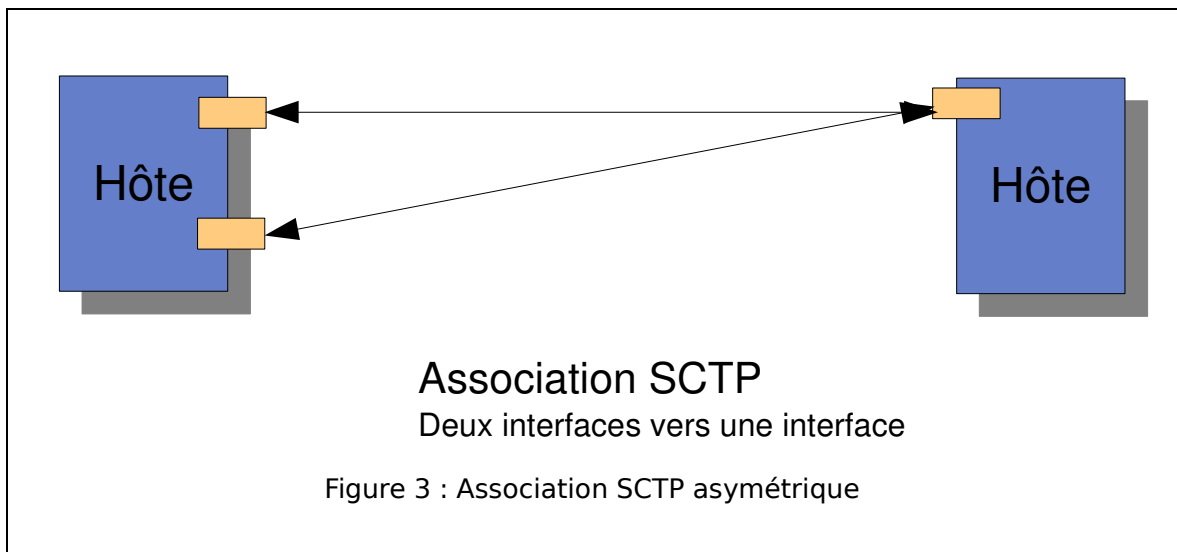 Hôte
Hôte
Association SCTP
Deux interfaces vers une interface
Figure 3 : Association SCTP asymétrique